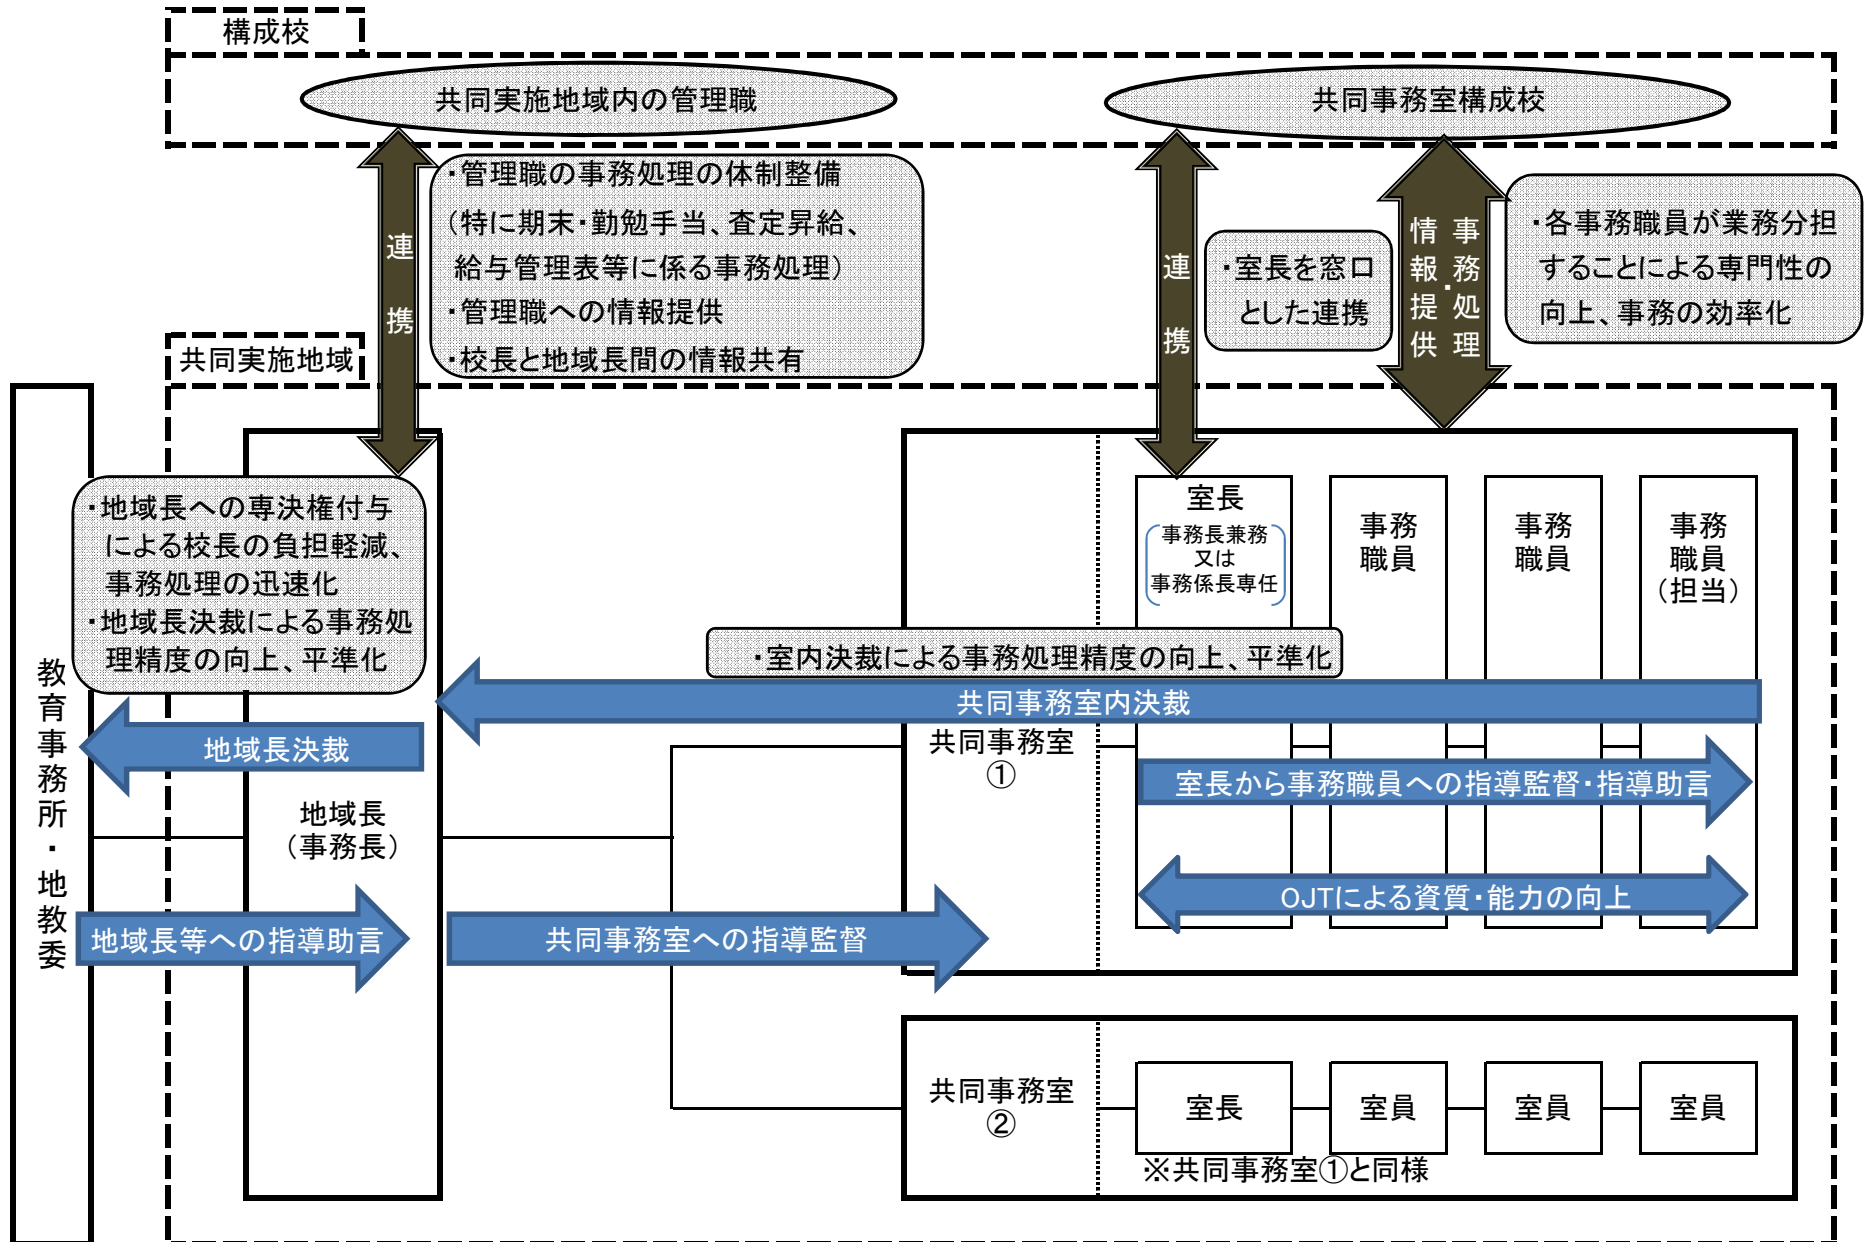 構成校
共同実施地域内の管理職
共同事務室構成校
・管理職の事務処理の体制整備
（特に期末・勤勉手当、査定昇給、
給与管理表等に係る事務処理）
・管理職への情報提供
・校長と地域長間の情報共有
連携
連携
・室長を窓口
とした連携
事務処理・
情報提供
・各事務職員が業務分担
することによる専門性の
向上、事務の効率化
共同実施地域
教育事務所・地教委
・地域長への専決権付与
による校長の負担軽減、
事務処理の迅速化
・地域長決裁による事務処
理精度の向上、平準化
室長
事務長兼務
又は
事務係長専任
事務
職員
事務
職員
事務
職員
（担当）
・室内決裁による事務処理精度の向上、平準化
共同事務室内決裁
地域長決裁
共同事務室
①
室長から事務職員への指導監督・指導助言
地域長
（事務長）
OJTによる資質・能力の向上
地域長等への指導助言
共同事務室への指導監督
共同事務室
②
室長
室員
室員
室員
※共同事務室①と同様